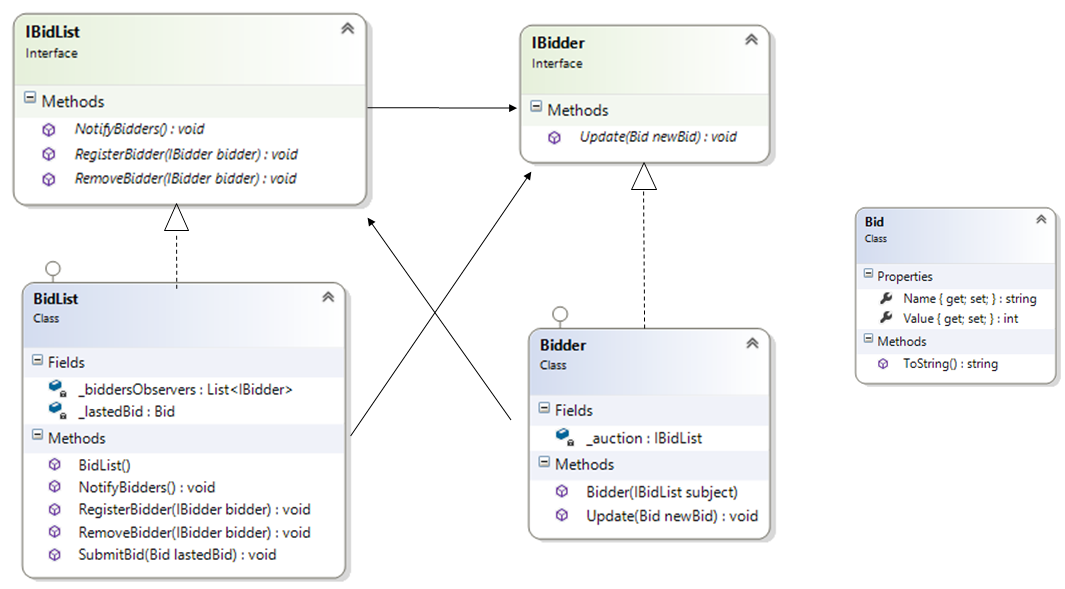 IBidList
Interface
Methods
NotifyBidders() : void
RegisterBidder(IBidder bidder) : void
RemoveBidder(IBidder bidder) : void
IBidder
Interface
Methods
Update(Bid newBid) : void
BidList
Class
Fields
_biddersObservers : List<IBidder>
_lastedBid : Bid
Methods
BidList()
NotifyBidders() : void
RegisterBidder(IBidder bidder) : void
RemoveBidder(IBidder bidder) : void
SubmitBid(Bid lastedBid) : void
Bidder
Class
Fields
_auction : IBidList
Methods
Bidder(IBidList subject)
Update(Bid newBid) : void
Bid
Class
Properties
Name { get; set; } : string
Value { get; set; } : int
Methods
ToString() : string